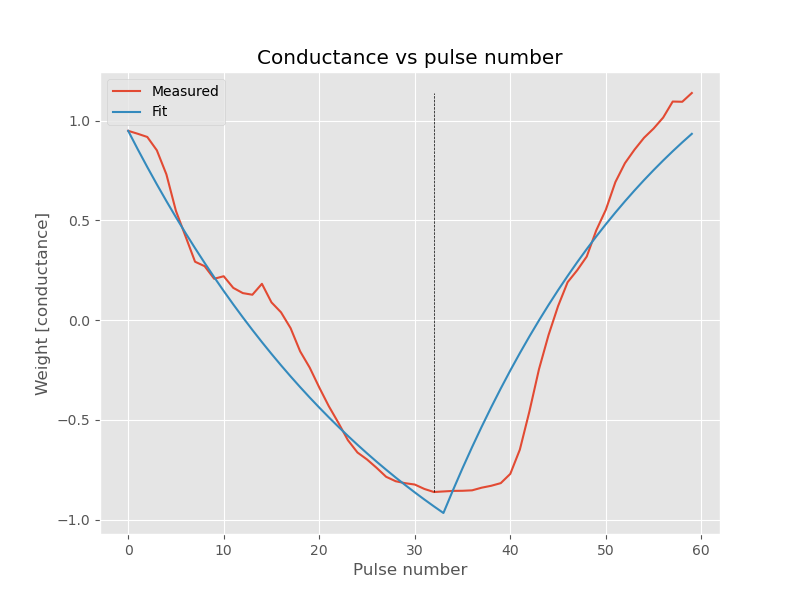 Conductance vs pulse number
Measured
Fit
1.0
0.5
0.0
−0.5
−1.0
Weight [conductance]
0 10 20 30 40 50 60
Pulse number